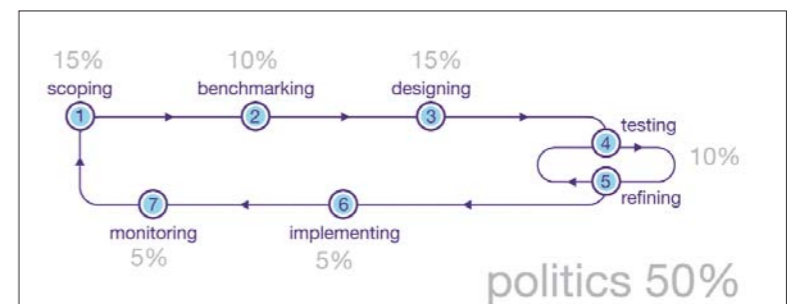 15%
scoping
1
10%
benchmarking
2
15%
designing
3
testing
4
10%
5
refining
7
monitoring
5%
6
implementing
5%
politics 50%